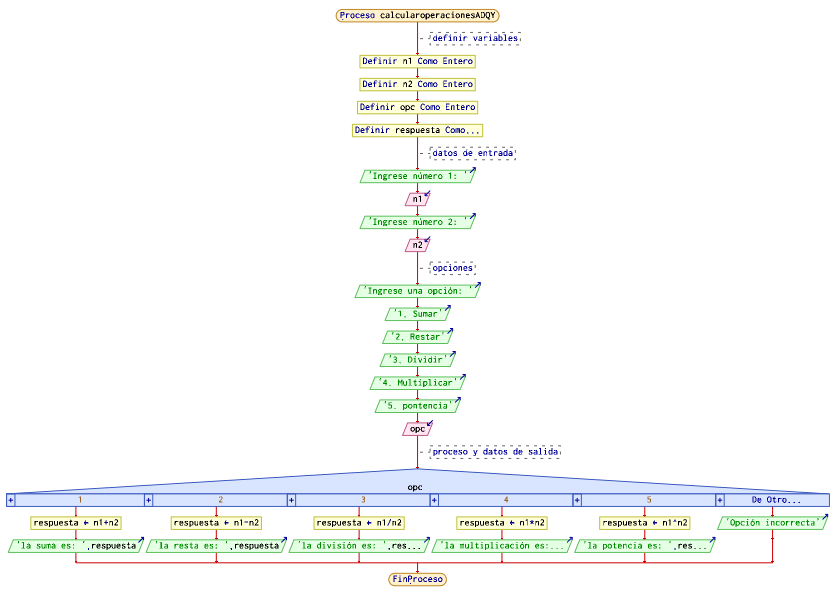 Proceso calcularoperacionesADQY
definir variables
Definir n1 Como Entero
Definir n2 Como Entero
Definir opc Como Entero
Definir respuesta Como...
datos de entrada
'Ingrese número 1: '
n1
'Ingrese número 2: '
n2
opciones
'Ingrese una opción: '
'1. Sumar'
'2. Restar'
'3. Dividir'
'4. Multiplicar'
'5. pontencia'
opc
proceso y datos de salida
opc
+ 1 + 2 + 3 + 4 + 5 + De Otro...
respuesta ← n1+n2 respuesta ← n1-n2 respuesta ← n1/n2 respuesta ← n1*n2 respuesta ← n1^n2 'Opción incorrecta'
'la suma es: ',respuesta 'la resta es: ',respuesta 'la división es: ',res... 'la multiplicación es:... 'la potencia es: ',res...
FinProceso